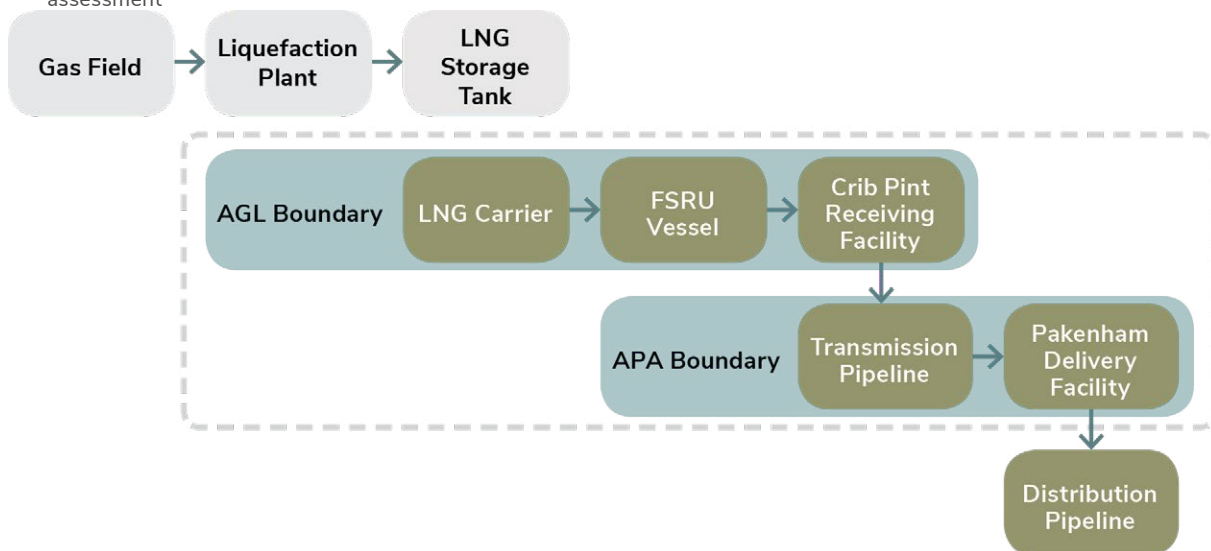 assessment
Gas Field
Liquefaction
Plant
LNG
Storage
Tank
AGL Boundary
LNG Carrier
FSRU
Vessel
Crib Pint
Receiving
Facility
APA Boundary
Transmission
Pipeline
Pakenham
Delivery
Facility
Distribution
Pipeline